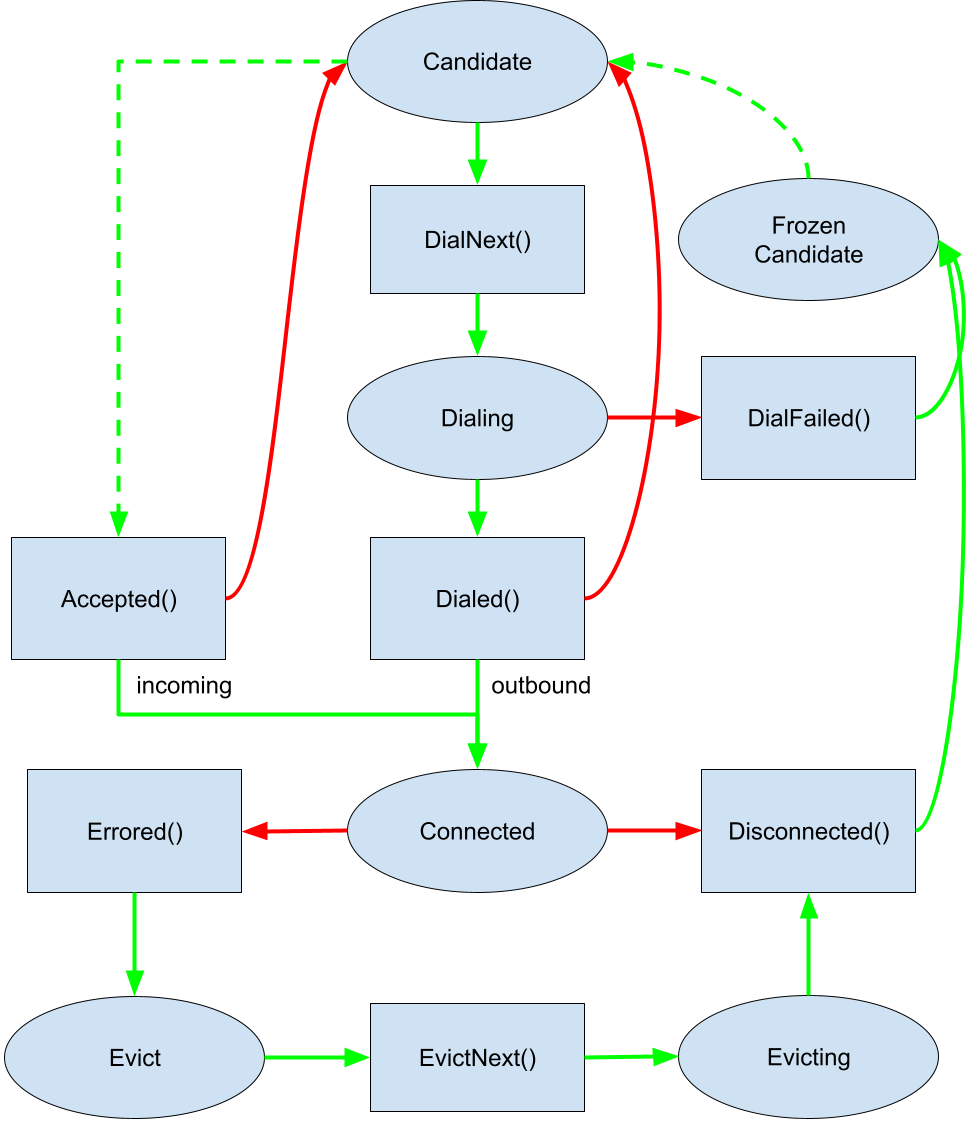 Candidate
DialNext()
Frozen
Candidate
Dialing
DialFailed()
Accepted()
Dialed()
incoming
outbound
Errored()
Connected
Disconnected()
Evict
EvictNext()
Evicting